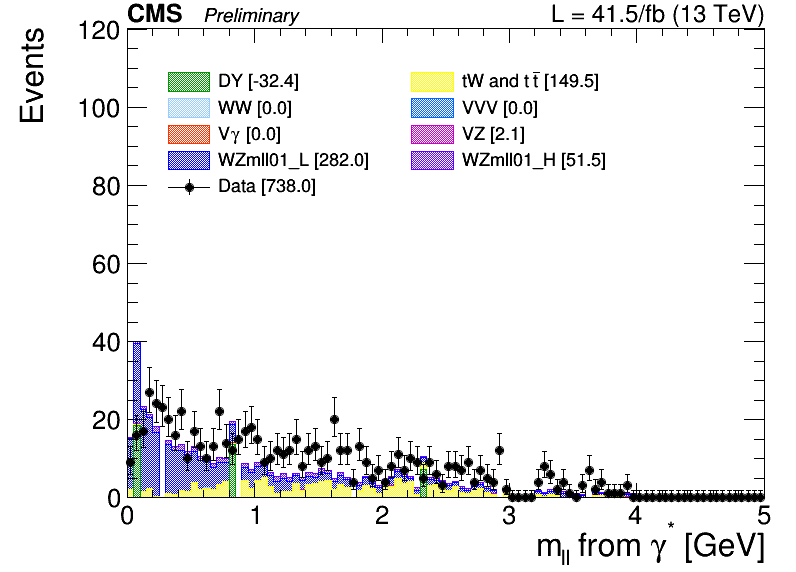 CMS Preliminary L = 41.5/fb (13 TeV)
Events
120
100
80
60
40
20
0
DY [-32.4]
tW and tt̄ [149.5]
WW [0.0]
VVV [0.0]
Vγ [0.0]
VZ [2.1]
WZmll01_L [282.0]
WZmll01_H [51.5]
Data [738.0]
0 1 2 3 4 5
m_ll from γ* [GeV]